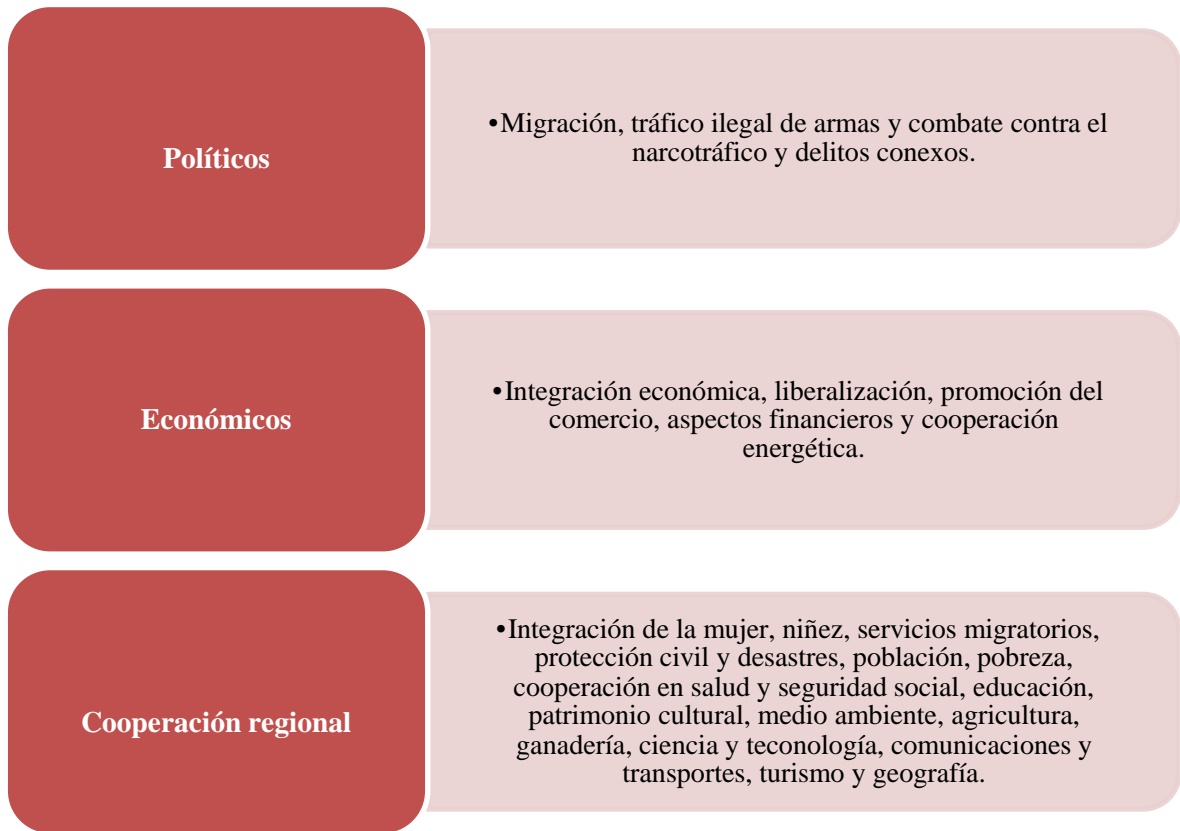 Políticos
•Migración, tráfico ilegal de armas y combate contra el
narcotráfico y delitos conexos.
Económicos
•Integración económica, liberalización, promoción del
comercio, aspectos financieros y cooperación
energética.
Cooperación regional
•Integración de la mujer, niñez, servicios migratorios,
protección civil y desastres, población, pobreza,
cooperación en salud y seguridad social, educación,
patrimonio cultural, medio ambiente, agricultura,
ganadería, ciencia y teconología, comunicaciones y
transportes, turismo y geografía.